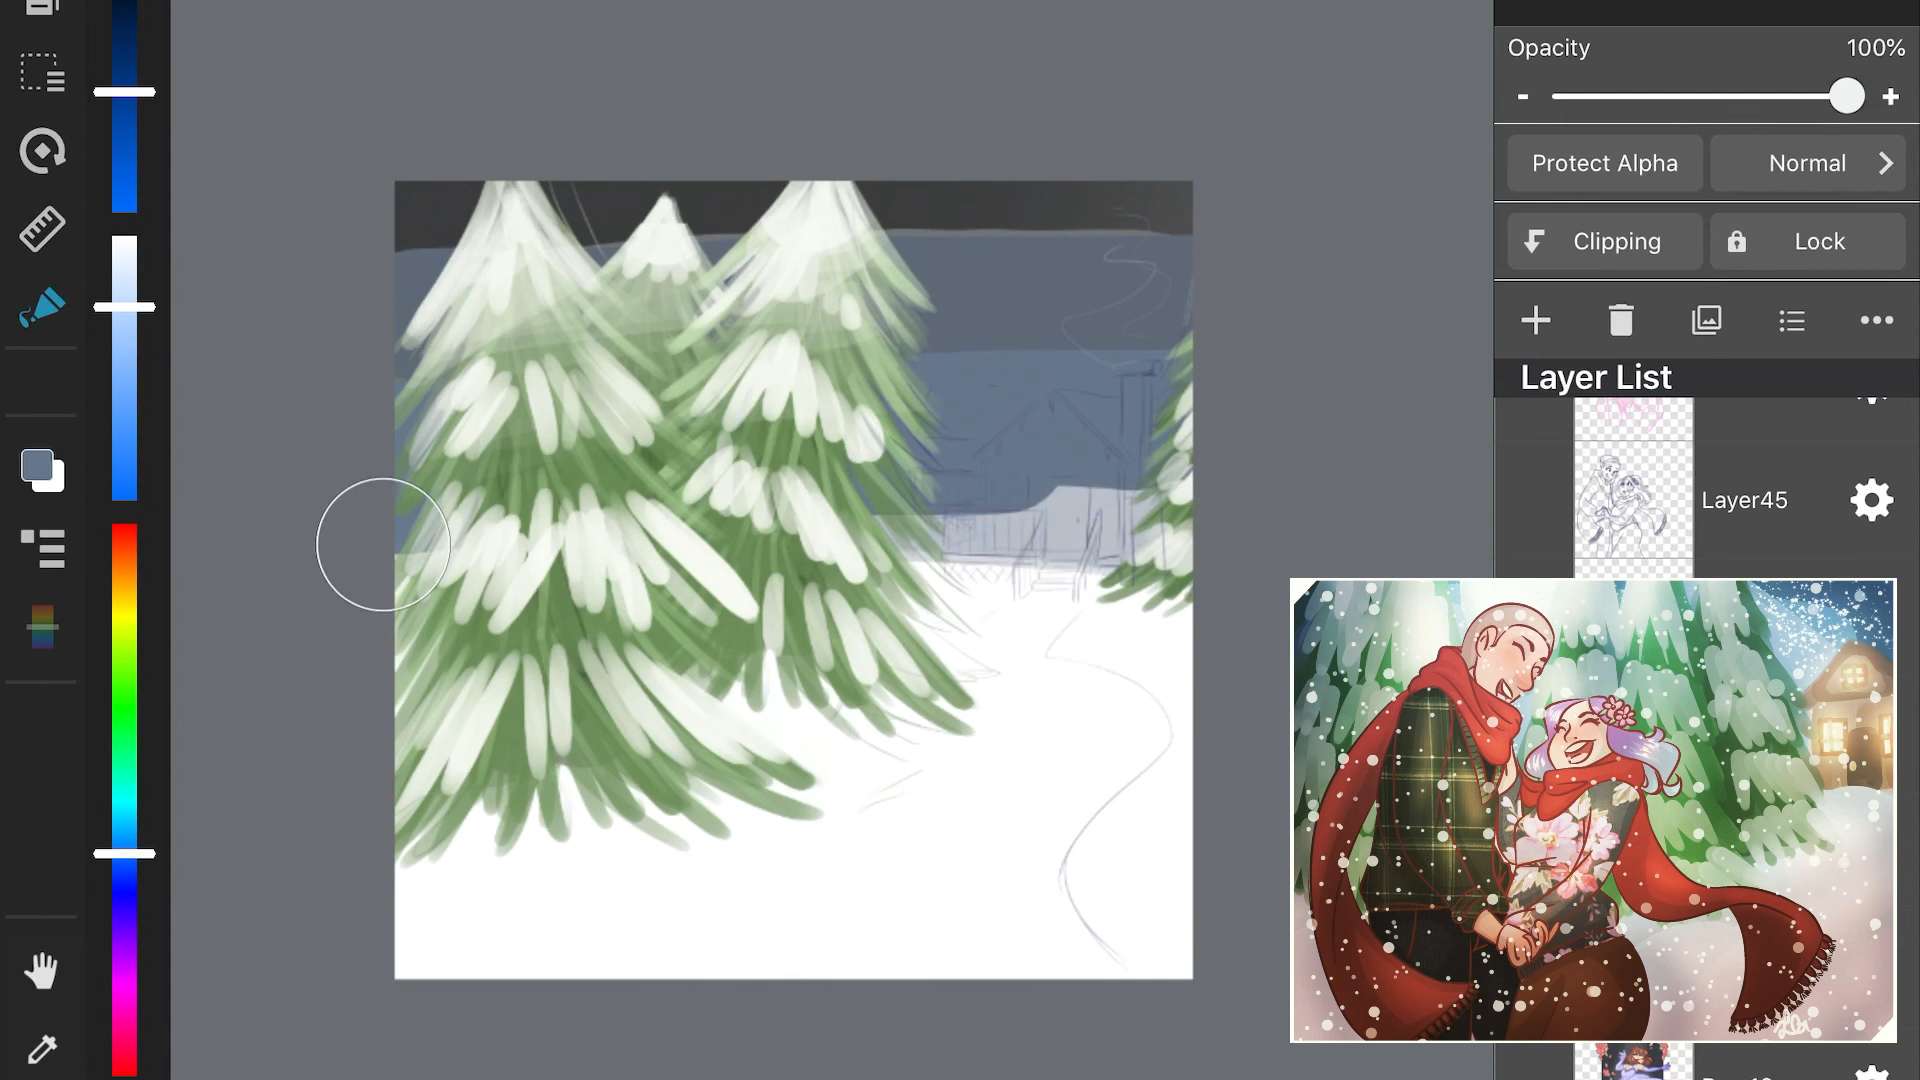 Opacity 100%
- +
Protect Alpha Normal
Clipping Lock
Layer List
Layer45